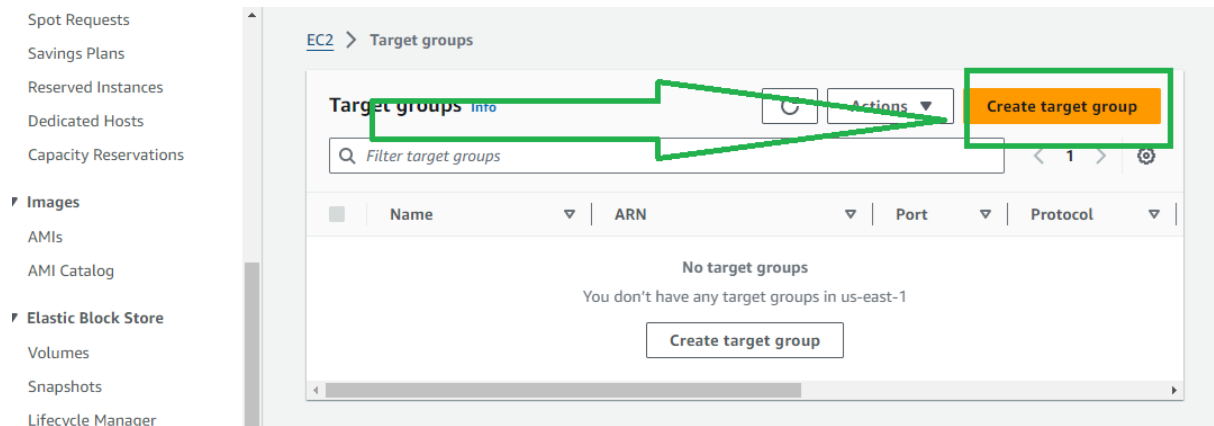 Spot Requests
Savings Plans
Reserved Instances
Dedicated Hosts
Capacity Reservations
Images
AMIs
AMI Catalog
Elastic Block Store
Volumes
Snapshots
Lifecycle Manager
EC2 > Target groups
Target groups Info
Actions
Create target group
Filter target groups
1
Name ARN Port Protocol
No target groups
You don't have any target groups in us-east-1
Create target group